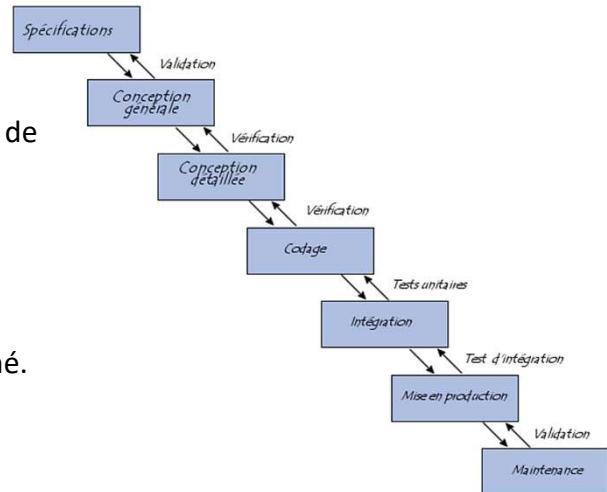 Spécifications
Validation
Conception
générale
de
Vérification
Conception
détaillée
Vérification
Codage
Tests unitaires
Intégration
Test d'intégration
né.
Mise en production
Validation
Maintenance